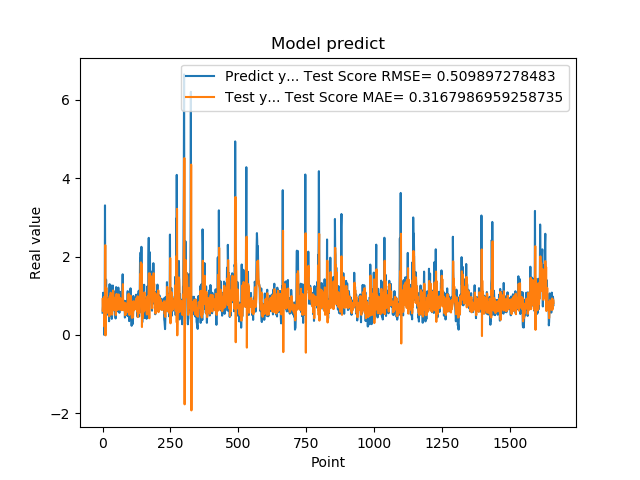 Model predict
Predict y... Test Score RMSE= 0.509897278483
Test y... Test Score MAE= 0.3167986959258735
6
4
2
0
−2
Real value
0 250 500 750 1000 1250 1500
Point